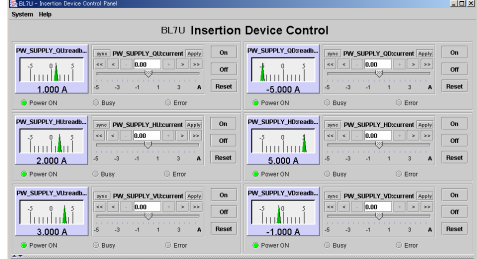 BL7U - Insertion Device Control Panel
System Help
BL7U Insertion Device Control
PW_SUPPLY_QU:readb... sync PW_SUPPLY_QU:current Apply On
-5 0 5 << < - 0.00 + > >> Off
1.000 A -5 -3 -1 1 3 A Reset
Power ON Busy Error
PW_SUPPLY_QD:readb... sync PW_SUPPLY_QD:current Apply On
-5 0 5 << < - 0.00 + > >> Off
-5.000 A -5 -3 -1 1 3 A Reset
Power ON Busy Error
PW_SUPPLY_HU:readb... sync PW_SUPPLY_HU:current Apply On
-5 0 5 << < - 0.00 + > >> Off
2.000 A -5 -3 -1 1 3 A Reset
Power ON Busy Error
PW_SUPPLY_HD:readb... sync PW_SUPPLY_HD:current Apply On
-5 0 5 << < - 0.00 + > >> Off
5.000 A -5 -3 -1 1 3 A Reset
Power ON Busy Error
PW_SUPPLY_VU:readb... sync PW_SUPPLY_VU:current Apply On
-5 0 5 << < - 0.00 + > >> Off
3.000 A -5 -3 -1 1 3 A Reset
Power ON Busy Error
PW_SUPPLY_VD:readb... sync PW_SUPPLY_VD:current Apply On
-5 0 5 << < - 0.00 + > >> Off
-1.000 A -5 -3 -1 1 3 A Reset
Power ON Busy Error